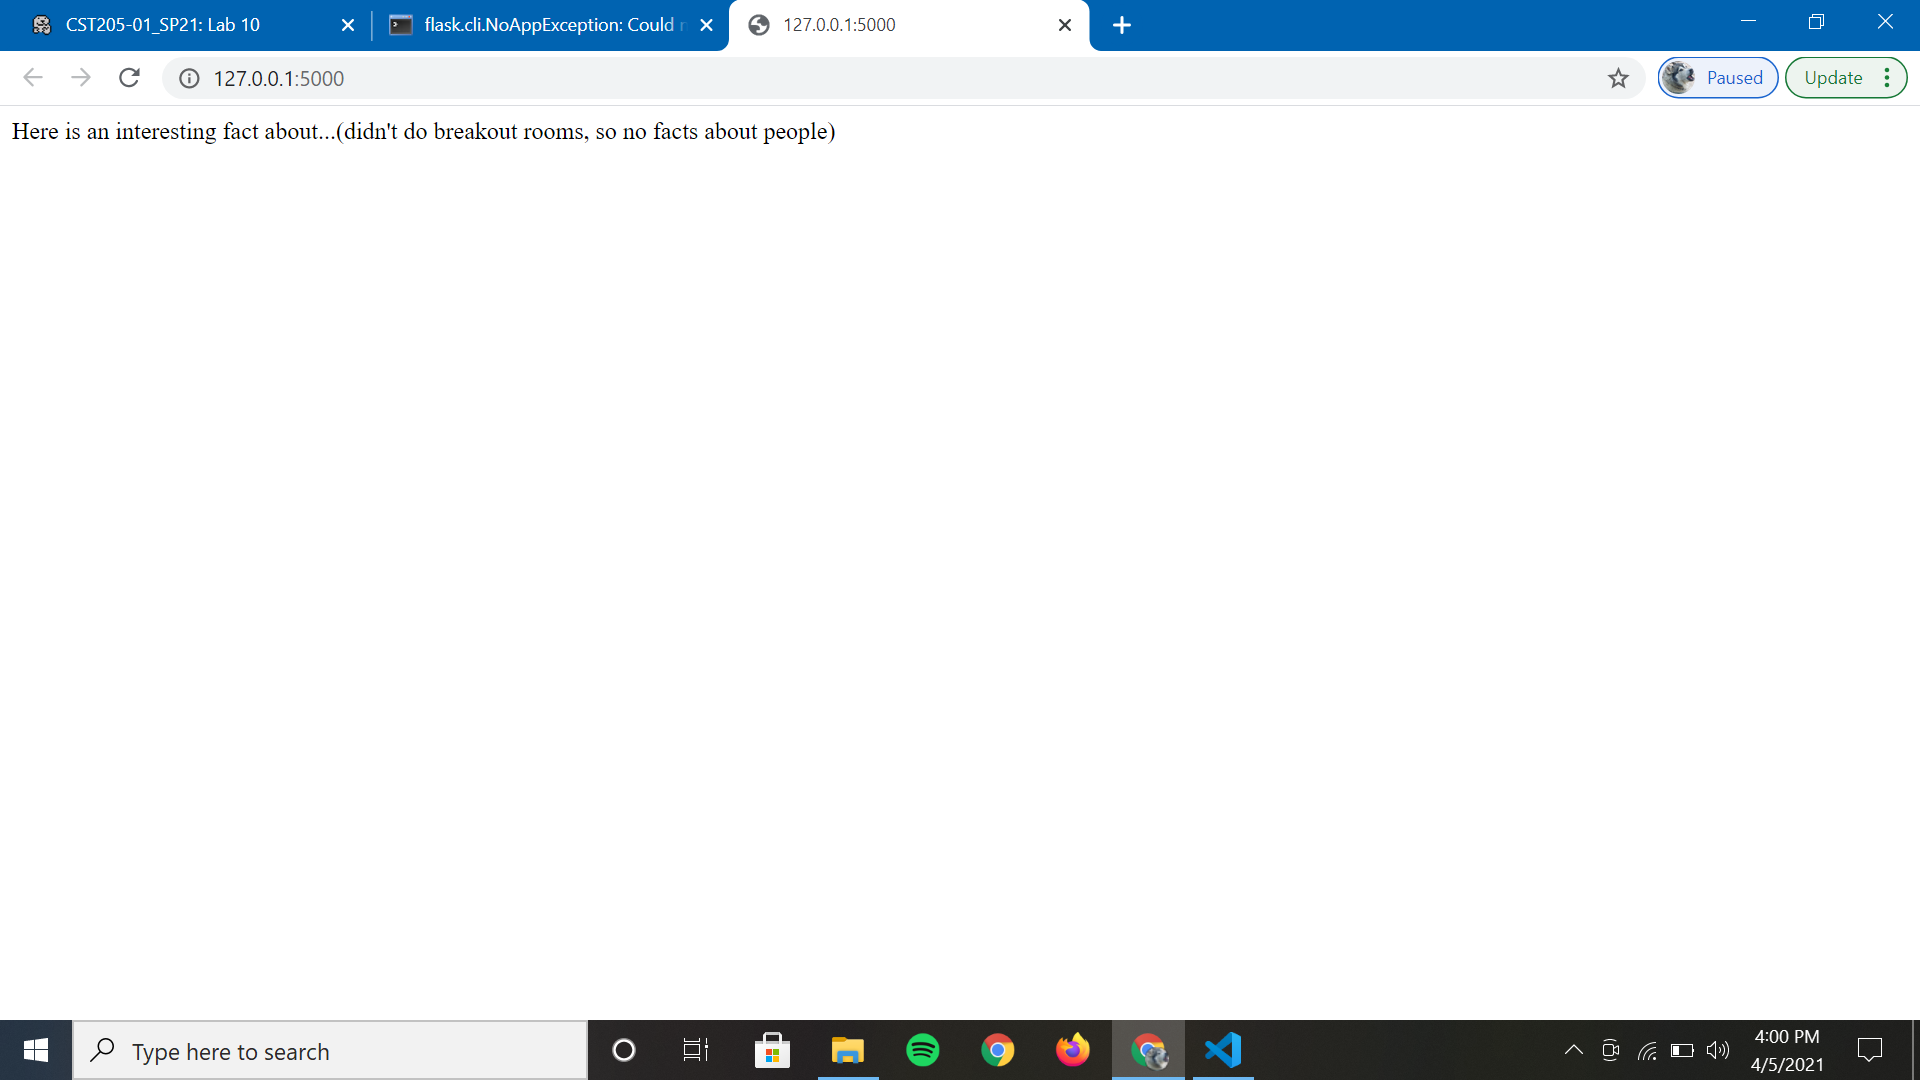 CST205-01_SP21: Lab 10
flask.cli.NoAppException: Could
127.0.0.1:5000
127.0.0.1:5000
Paused
Update
Here is an interesting fact about...(didn't do breakout rooms, so no facts about people)
Type here to search
4:00 PM
4/5/2021